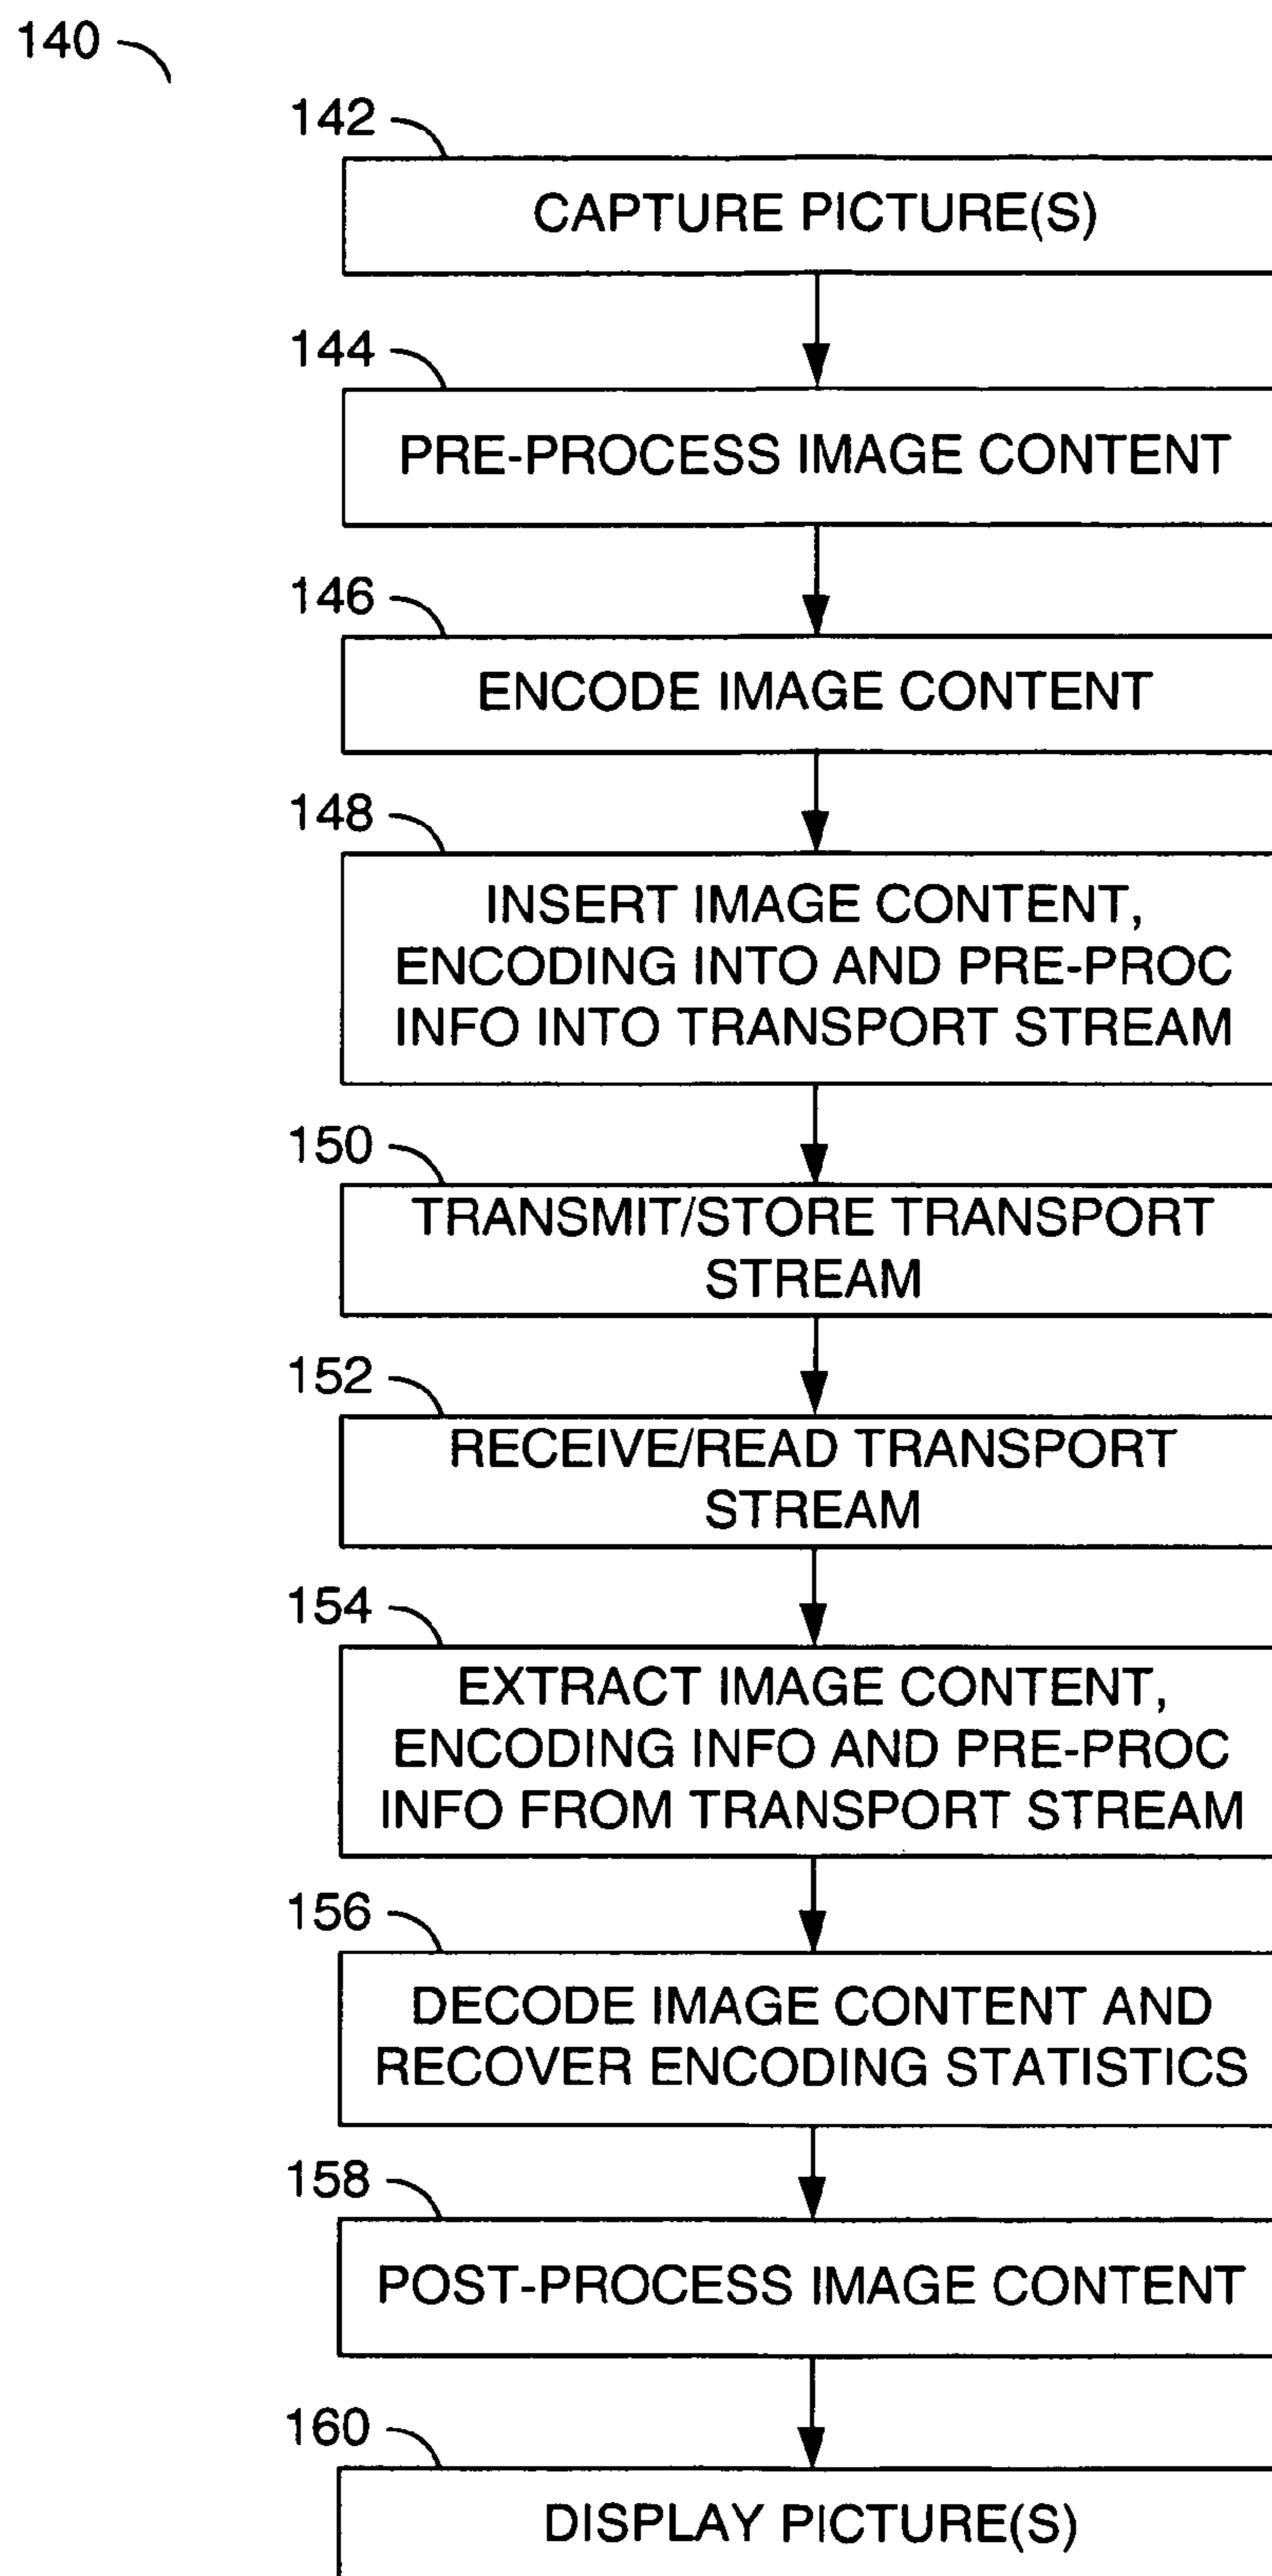 140
142
CAPTURE PICTURE(S)
144
PRE-PROCESS IMAGE CONTENT
146
ENCODE IMAGE CONTENT
148
INSERT IMAGE CONTENT,
ENCODING INTO AND PRE-PROC
INFO INTO TRANSPORT STREAM
150
TRANSMIT/STORE TRANSPORT
STREAM
152
RECEIVE/READ TRANSPORT
STREAM
154
EXTRACT IMAGE CONTENT,
ENCODING INFO AND PRE-PROC
INFO FROM TRANSPORT STREAM
156
DECODE IMAGE CONTENT AND
RECOVER ENCODING STATISTICS
158
POST-PROCESS IMAGE CONTENT
160
DISPLAY PICTURE(S)